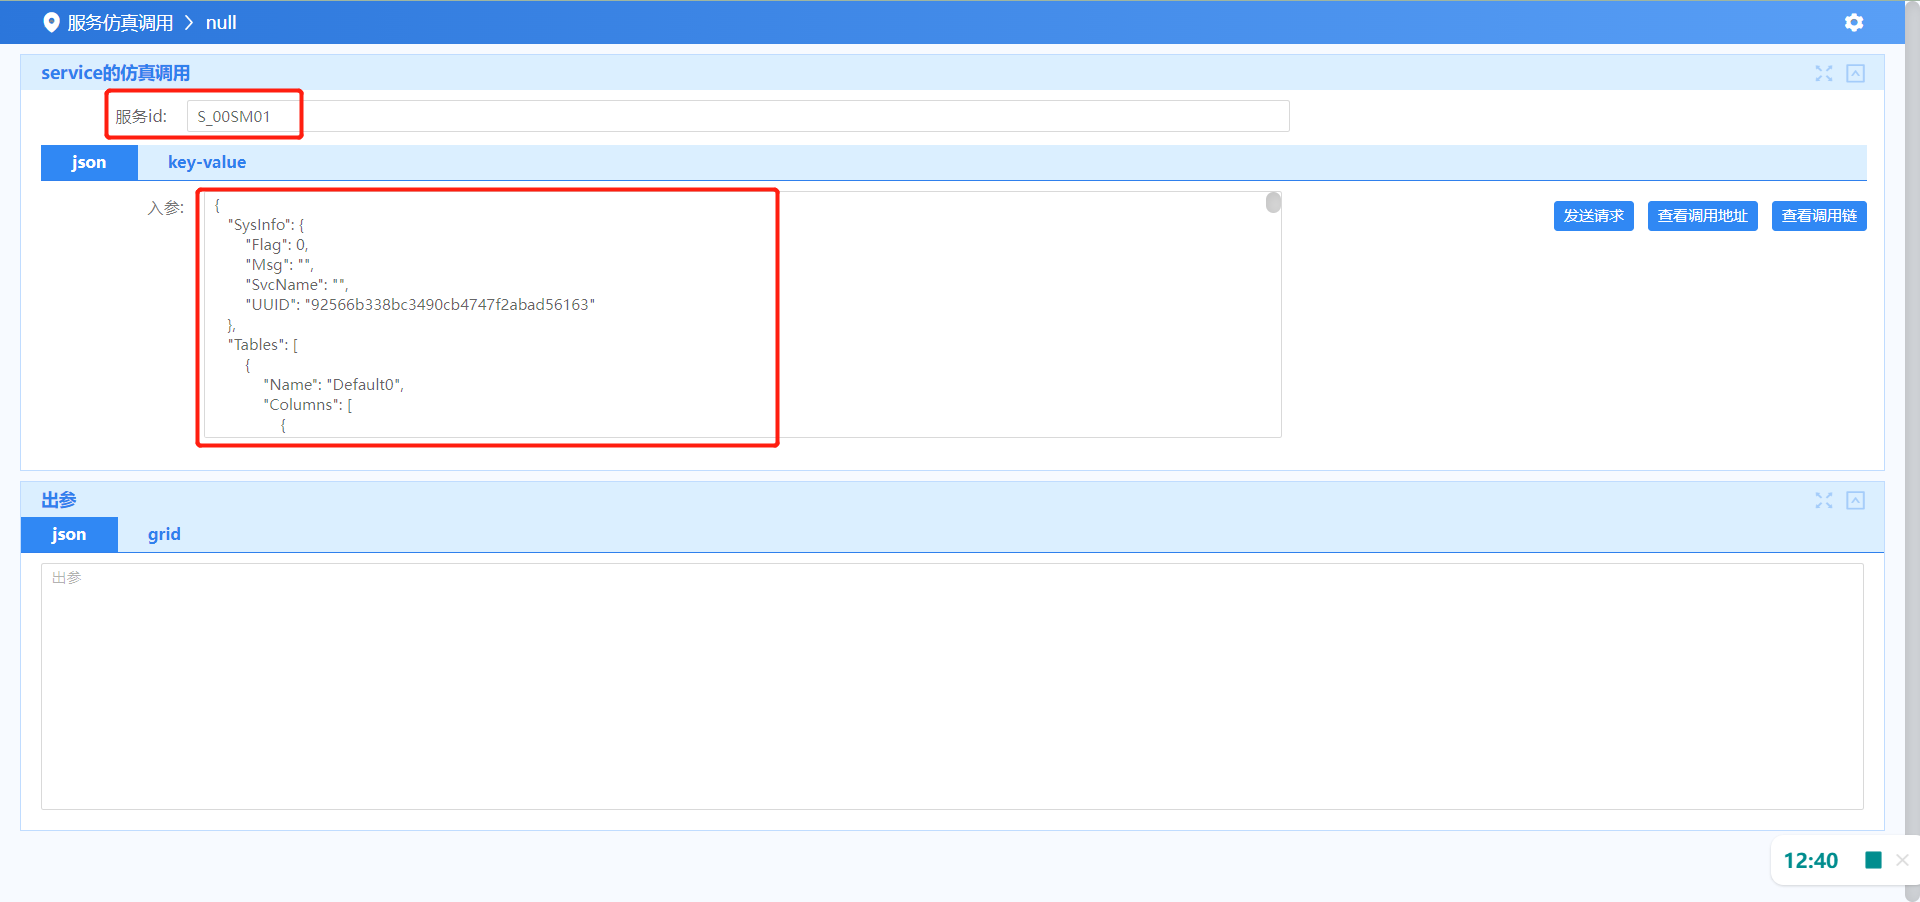 服务仿真调用 > null
service的仿真调用
服务id: S_00SM01
json key-value
入参:
{
"SysInfo": {
"Flag": 0,
"Msg": "",
"SvcName": "",
"UUID": "92566b338bc3490cb4747f2abad56163"
},
"Tables": [
{
"Name": "Default0",
"Columns": [
{
发送请求 查看调用地址 查看调用链
出参
json grid
出参
12:40